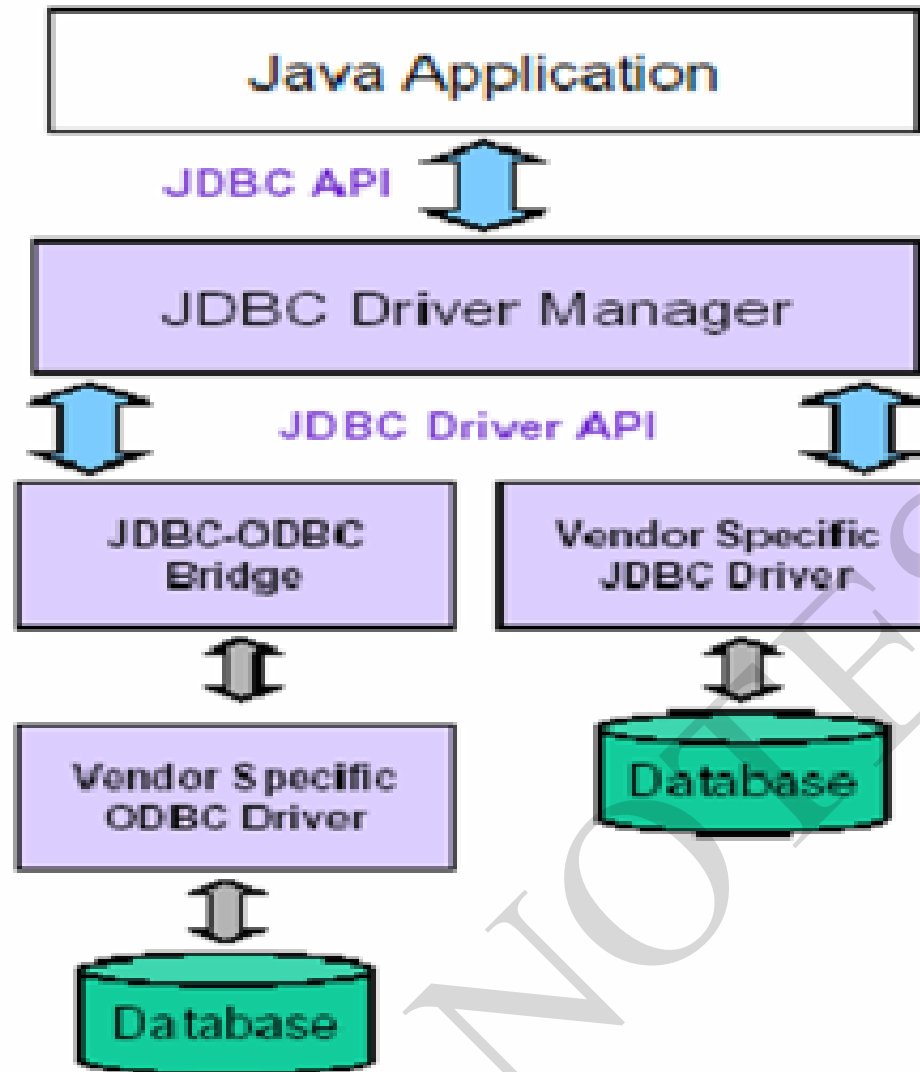 Java Application
JDBC API
JDBC Driver Manager
JDBC Driver API
JDBC-ODBC
Bridge
Vendor Specific
JDBC Driver
Vendor Specific
ODBC Driver
Database
Database
NOTES